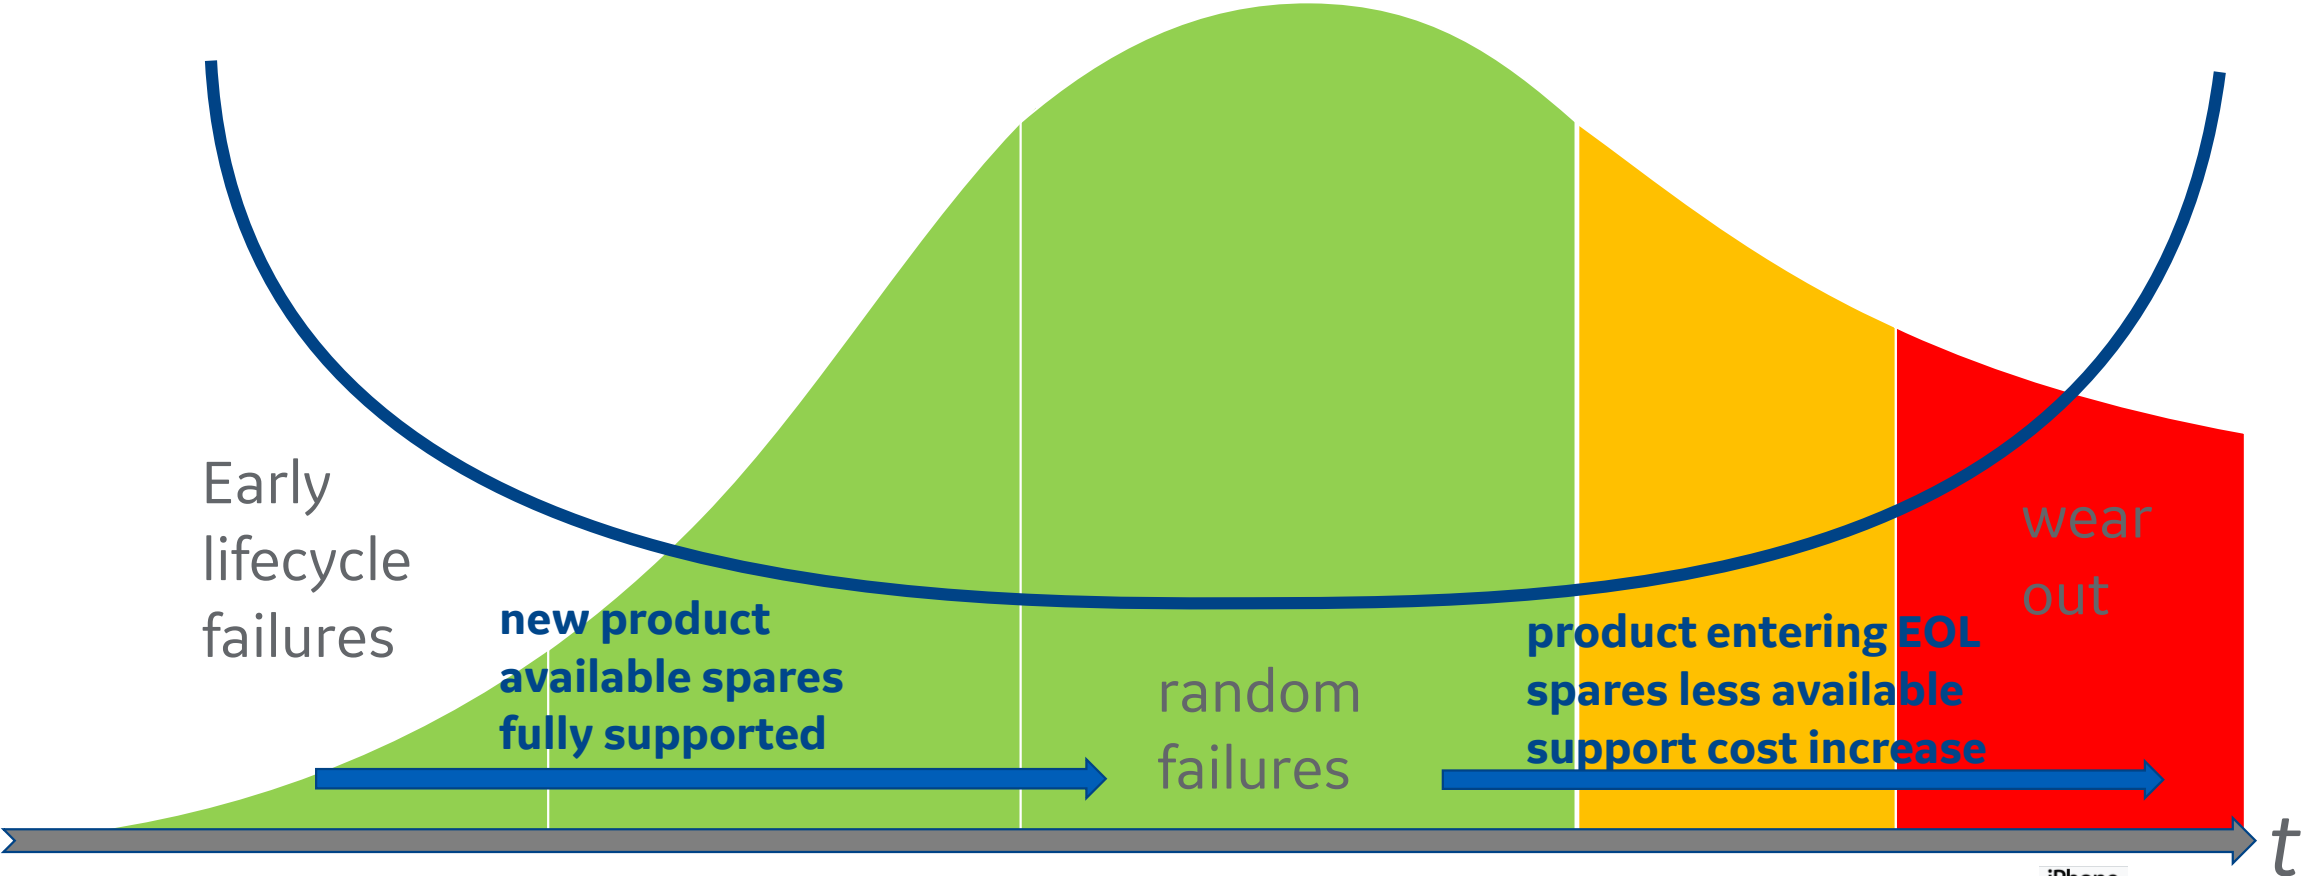 Early
lifecycle
failures
new product
available spares
fully supported
random
failures
product entering EOL
spares less available
support cost increase
wear
out
t
iPhone